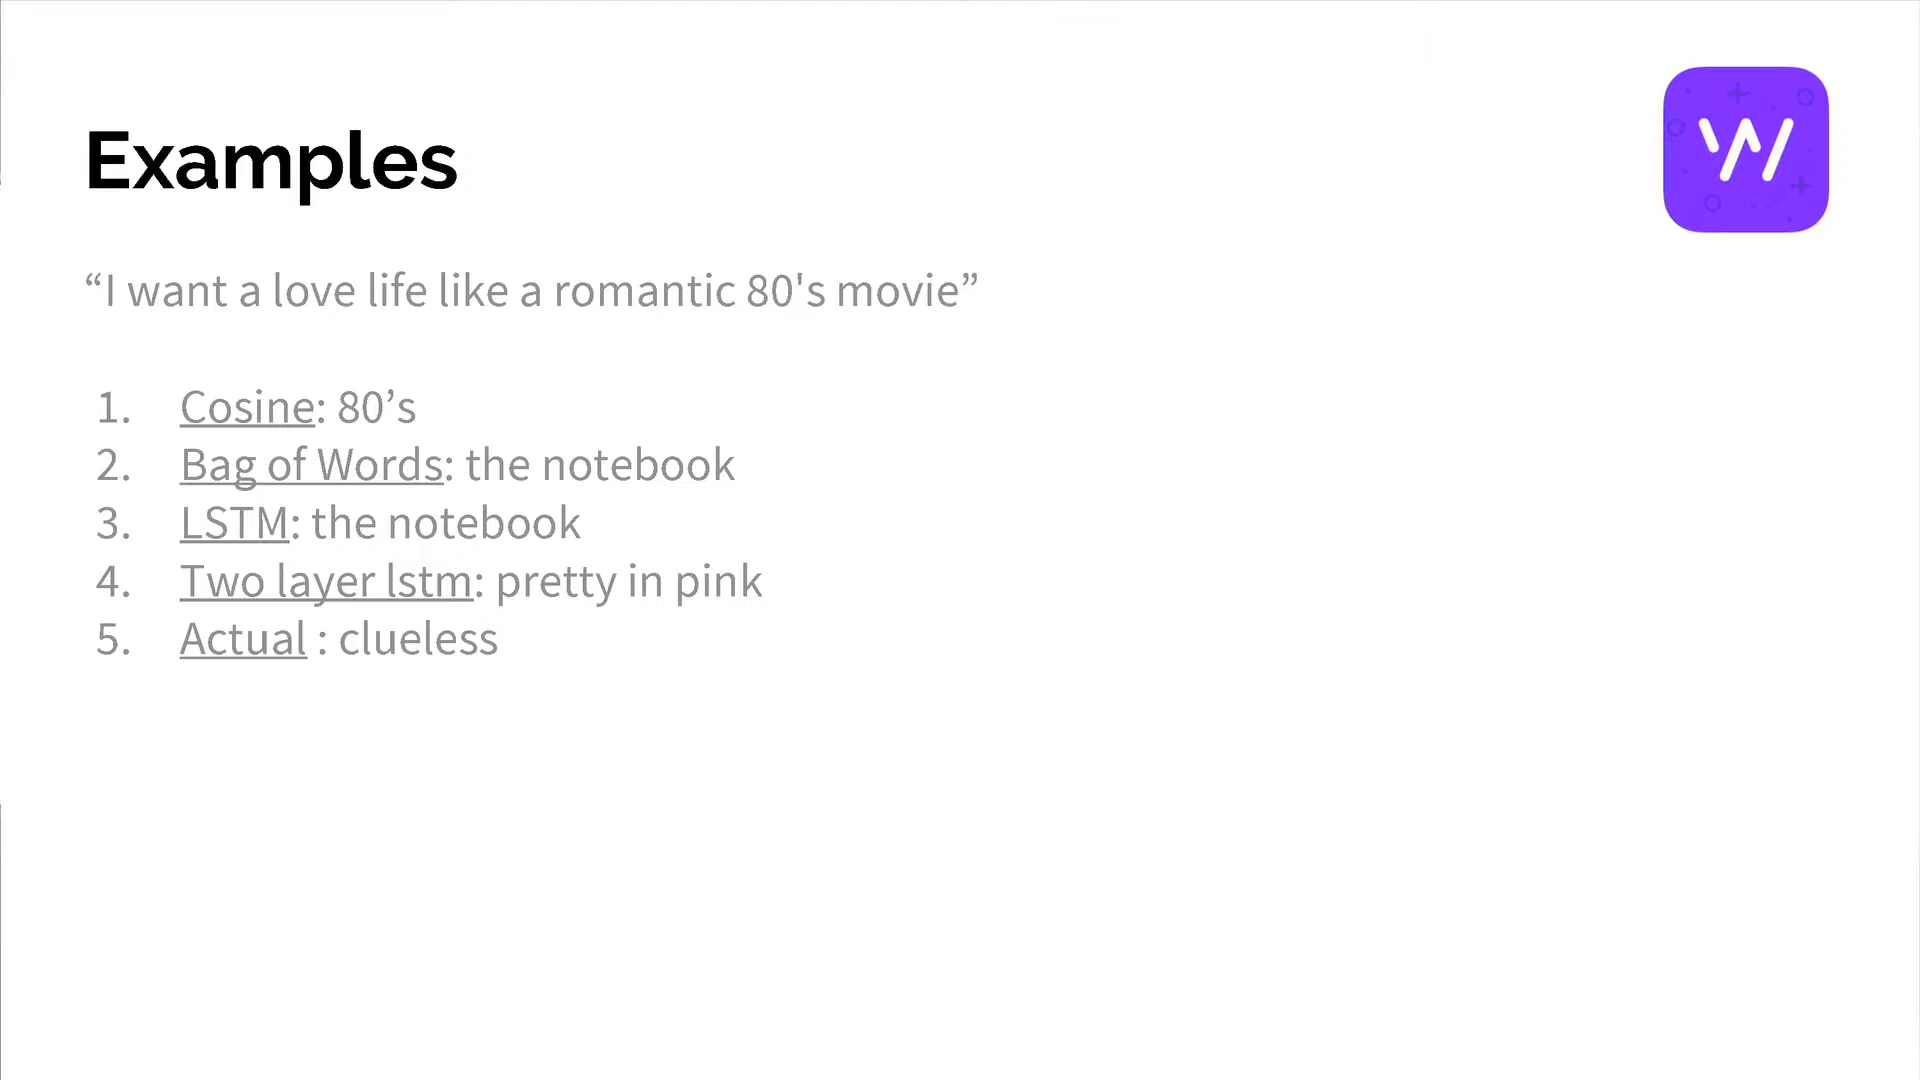 Examples
“I want a love life like a romantic 80's movie”
1. Cosine: 80’s
2. Bag of Words: the notebook
3. LSTM: the notebook
4. Two layer lstm: pretty in pink
5. Actual : clueless